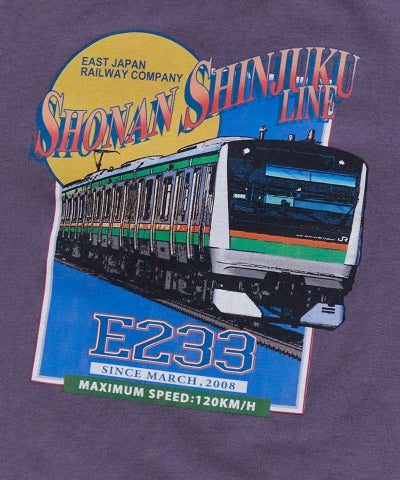 EAST JAPAN
RAILWAY COMPANY
SHONAN SHINJUKU
LINE
JR
E233
SINCE MARCH, 2008
MAXIMUM SPEED:120KM/H